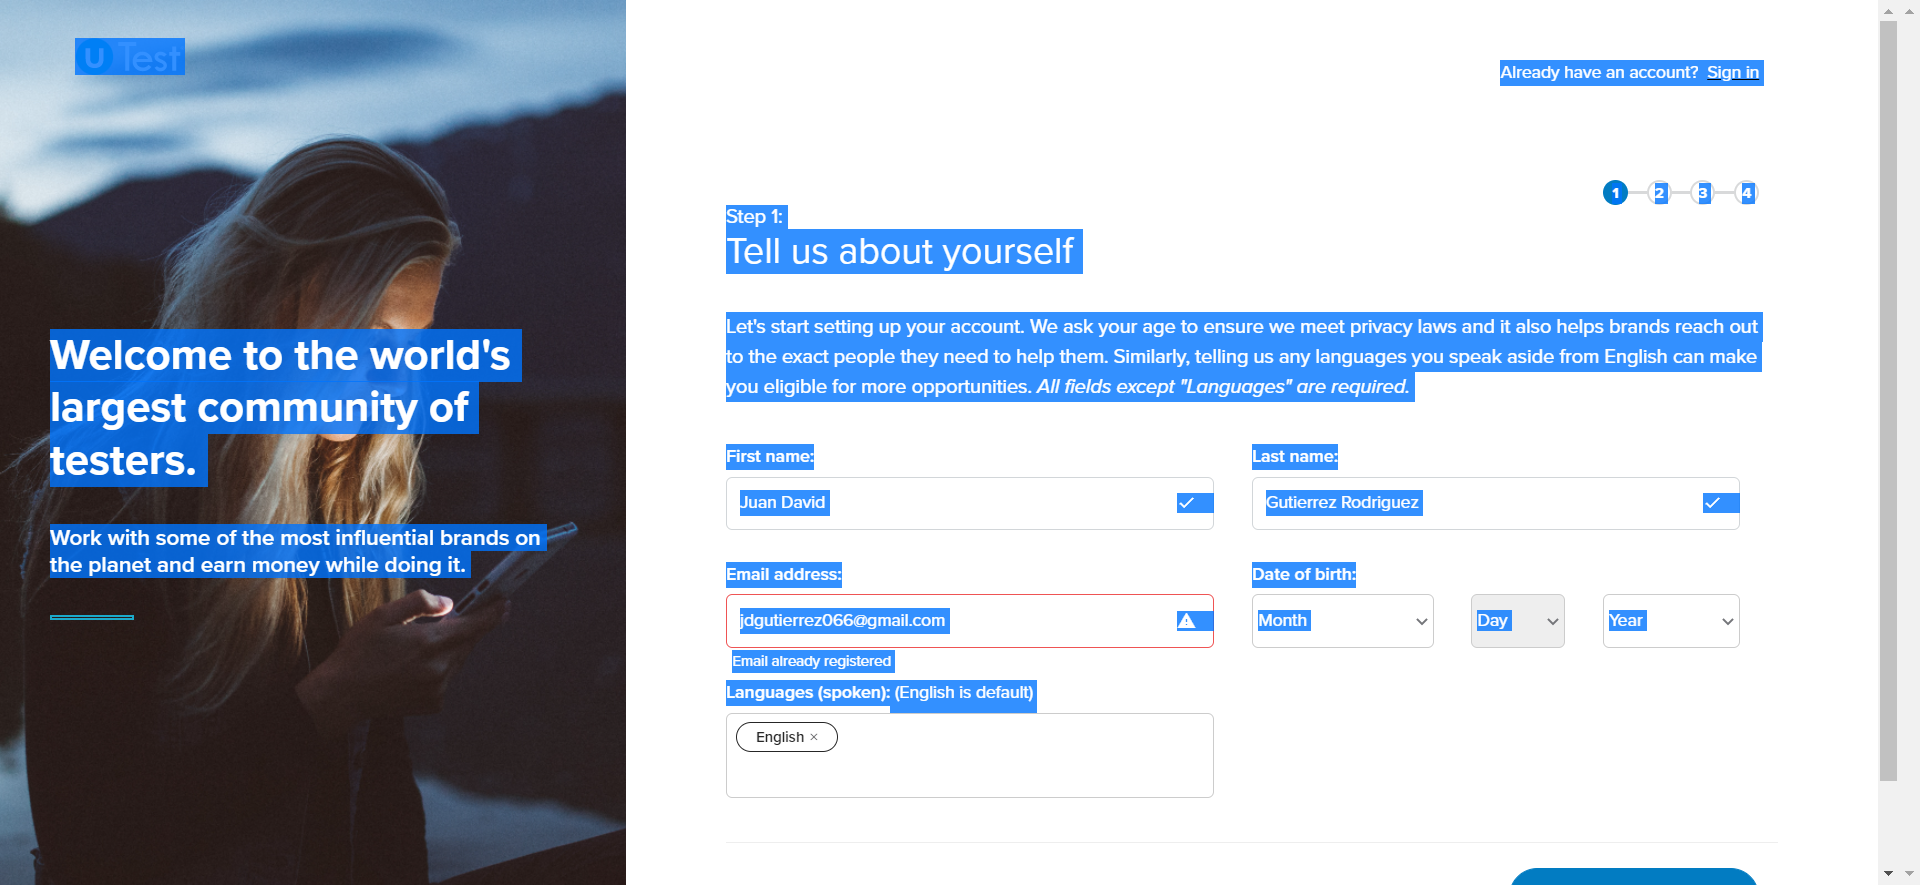 U Test
Already have an account? Sign in
1 2 3 4
Step 1:
Tell us about yourself
Let's start setting up your account. We ask your age to ensure we meet privacy laws and it also helps brands reach out
to the exact people they need to help them. Similarly, telling us any languages you speak aside from English can make
you eligible for more opportunities. All fields except "Languages" are required.
Welcome to the world's
largest community of
testers.
Work with some of the most influential brands on
the planet and earn money while doing it.
First name:
Juan David
Last name:
Gutierrez Rodriguez
Email address:
jdgutierrez066@gmail.com
Email already registered
Date of birth:
Month
Day
Year
Languages (spoken): (English is default)
English ×